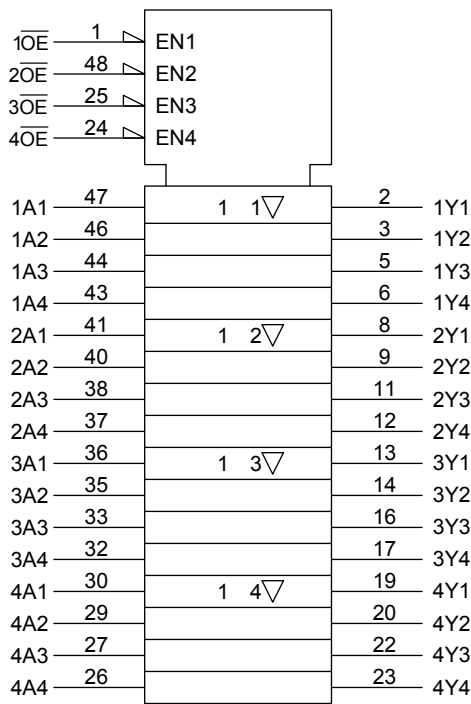 1O̅E̅ 1 EN1
2O̅E̅ 48 EN2
3O̅E̅ 25 EN3
4O̅E̅ 24 EN4
1A1 47 1 1▽ 2 1Y1
1A2 46 3 1Y2
1A3 44 5 1Y3
1A4 43 6 1Y4
2A1 41 1 2▽ 8 2Y1
2A2 40 9 2Y2
2A3 38 11 2Y3
2A4 37 12 2Y4
3A1 36 1 3▽ 13 3Y1
3A2 35 14 3Y2
3A3 33 16 3Y3
3A4 32 17 3Y4
4A1 30 1 4▽ 19 4Y1
4A2 29 20 4Y2
4A3 27 22 4Y3
4A4 26 23 4Y4